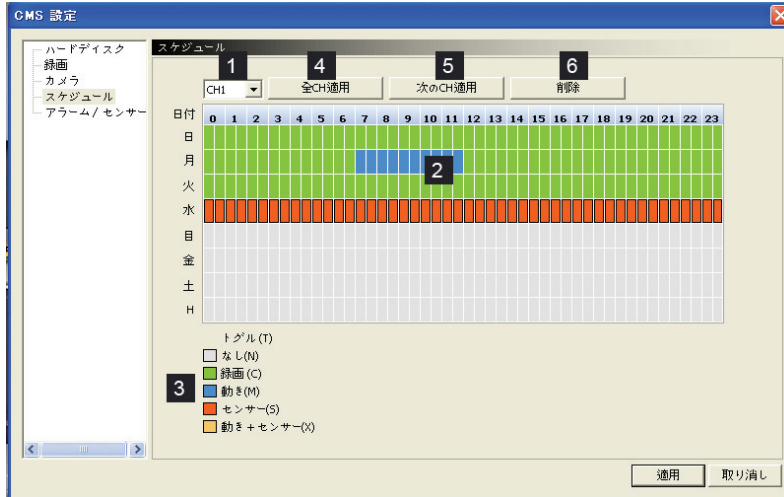 CMS 設定
ハードディスク
録画
カメラ
スケジュール
アラーム/センサー
スケジュール
1
4
5
6
CH1
全CH適用
次のCH適用
削除
日付 0 1 2 3 4 5 6 7 8 9 10 11 12 13 14 15 16 17 18 19 20 21 22 23
日
月
2
火
水
目
金
土
H
トグル(T)
なし(N)
録画(C)
3
動き(M)
センサー(S)
動き+センサー(X)
適用
取り消し